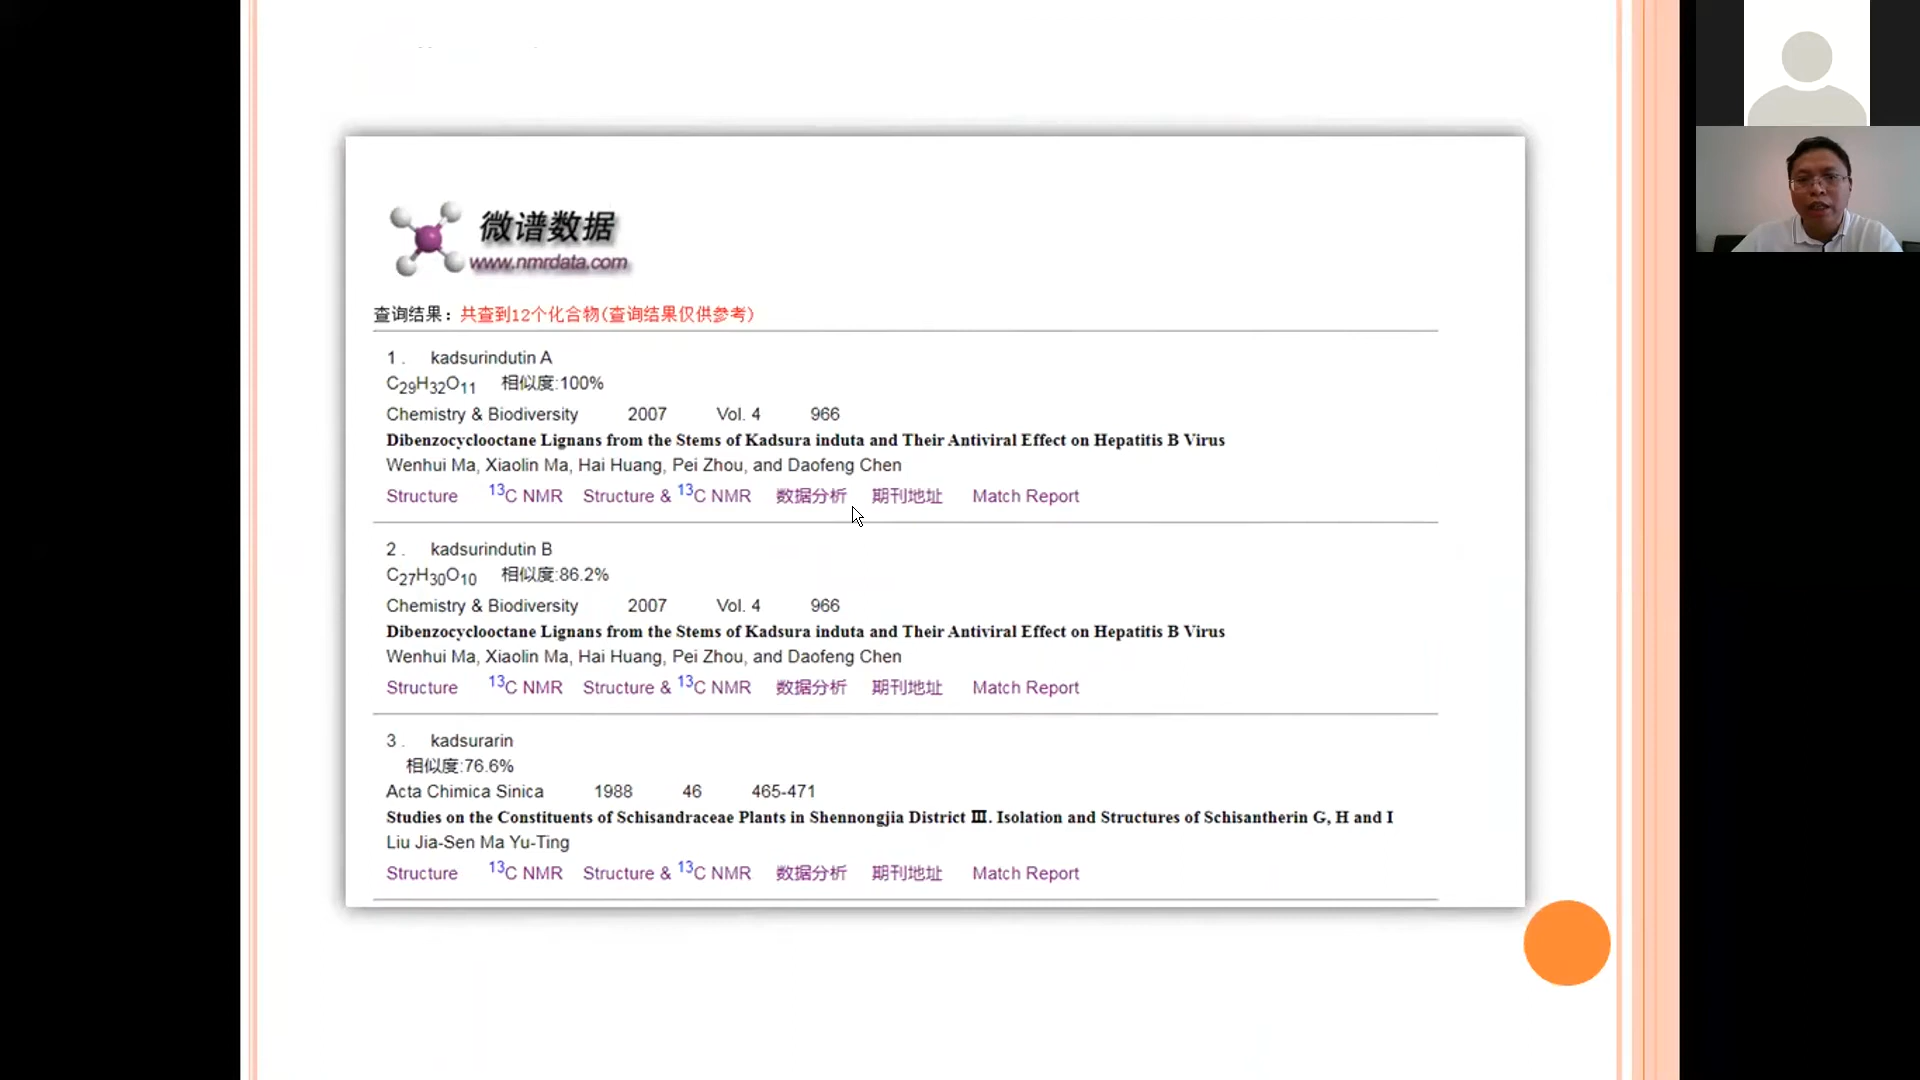 微谱数据
www.nmrdata.com
查询结果：共查到12个化合物(查询结果仅供参考)
1 . kadsurindutin A
C29H32O11 相似度:100%
Chemistry & Biodiversity 2007 Vol. 4 966
Dibenzocyclooctane Lignans from the Stems of Kadsura induta and Their Antiviral Effect on Hepatitis B Virus
Wenhui Ma, Xiaolin Ma, Hai Huang, Pei Zhou, and Daofeng Chen
Structure 13C NMR Structure & 13C NMR 数据分析 期刊地址 Match Report
2 . kadsurindutin B
C27H30O10 相似度:86.2%
Chemistry & Biodiversity 2007 Vol. 4 966
Dibenzocyclooctane Lignans from the Stems of Kadsura induta and Their Antiviral Effect on Hepatitis B Virus
Wenhui Ma, Xiaolin Ma, Hai Huang, Pei Zhou, and Daofeng Chen
Structure 13C NMR Structure & 13C NMR 数据分析 期刊地址 Match Report
3 . kadsurarin
相似度:76.6%
Acta Chimica Sinica 1988 46 465-471
Studies on the Constituents of Schisandraceae Plants in Shennongjia District Ⅲ. Isolation and Structures of Schisantherin G, H and I
Liu Jia-Sen Ma Yu-Ting
Structure 13C NMR Structure & 13C NMR 数据分析 期刊地址 Match Report